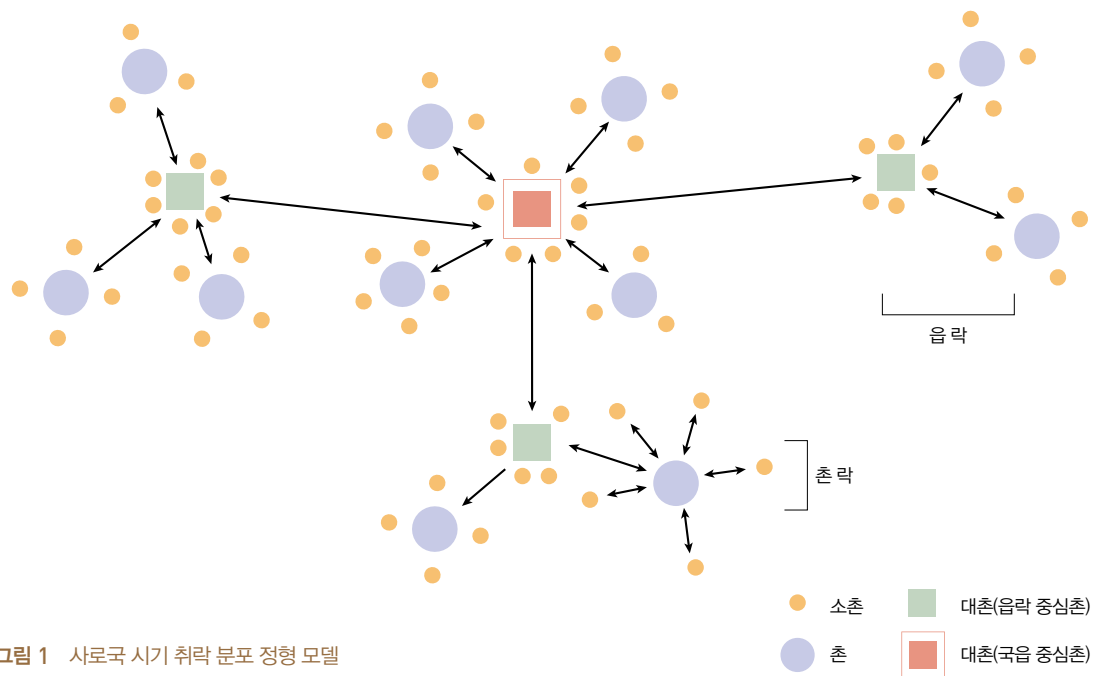 읍락
촌락
소촌
대촌(읍락 중심촌)
촌
대촌(국읍 중심촌)
그림 1 사로국 시기 취락 분포 정형 모델